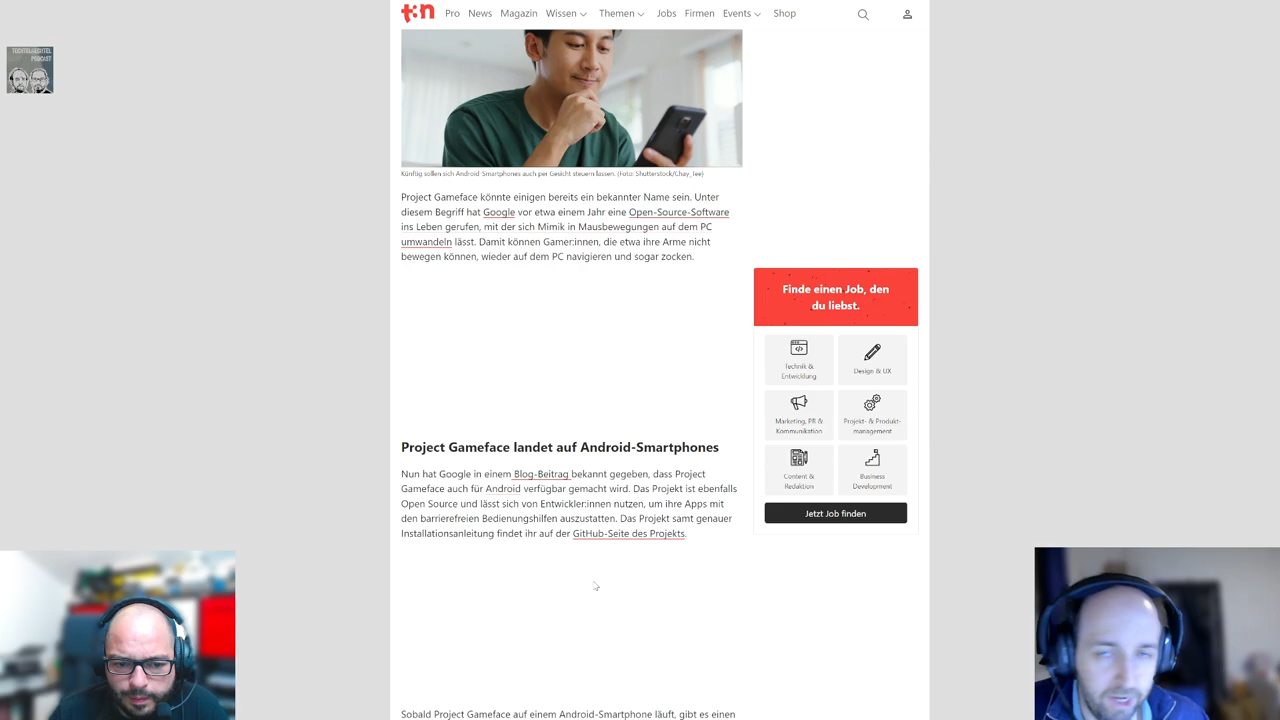 t3n
Pro News Magazin Wissen Themen Jobs Firmen Events Shop
TECHTELMECHTEL
PODCAST
Künftig sollen sich Android-Smartphones auch per Gesicht steuern lassen. (Foto: Shutterstock/Chay_Tee)
Project Gameface könnte einigen bereits ein bekannter Name sein. Unter
diesem Begriff hat Google vor etwa einem Jahr eine Open-Source-Software
ins Leben gerufen, mit der sich Mimik in Mausbewegungen auf dem PC
umwandeln lässt. Damit können Gamer:innen, die etwa ihre Arme nicht
bewegen können, wieder auf dem PC navigieren und sogar zocken.
Project Gameface landet auf Android-Smartphones
Nun hat Google in einem Blog-Beitrag bekannt gegeben, dass Project
Gameface auch für Android verfügbar gemacht wird. Das Projekt ist ebenfalls
Open Source und lässt sich von Entwickler:innen nutzen, um ihre Apps mit
den barrierefreien Bedienungshilfen auszustatten. Das Projekt samt genauer
Installationsanleitung findet ihr auf der GitHub-Seite des Projekts.
Sobald Project Gameface auf einem Android-Smartphone läuft, gibt es einen
Finde einen Job, den
du liebst.
Technik &
Entwicklung
Design & UX
Marketing, PR &
Kommunikation
Projekt- & Produkt-
management
Content &
Redaktion
Business
Development
Jetzt Job finden